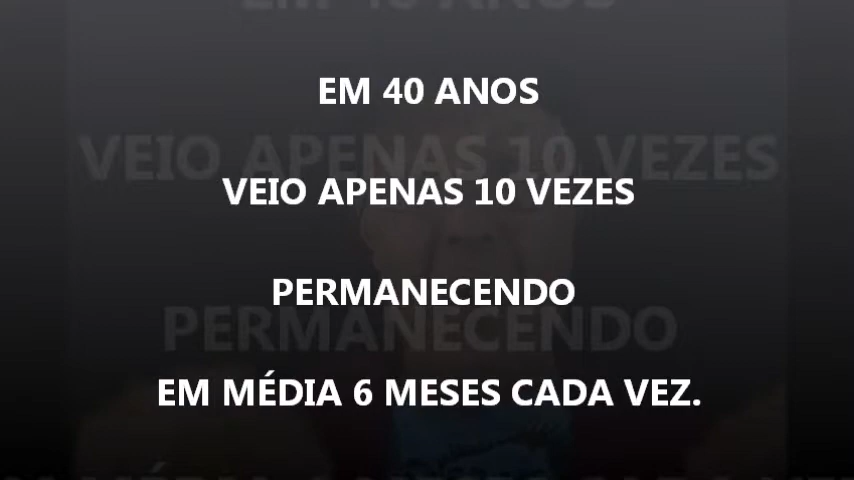 EM 40 ANOS
VEIO APENAS 10 VEZES
PERMANECENDO
EM MÉDIA 6 MESES CADA VEZ.